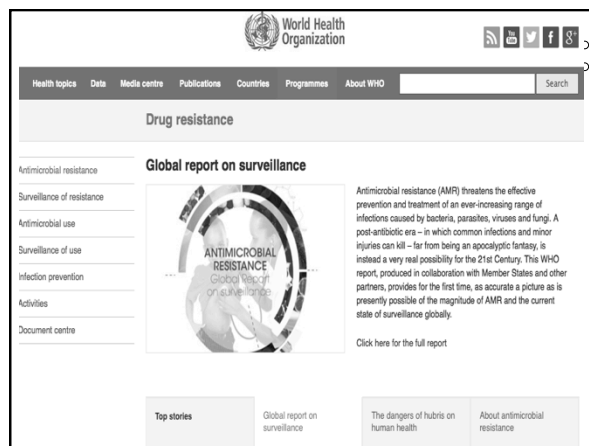 World Health
Organization
Health topics Data Media centre Publications Countries Programmes About WHO Search
Drug resistance
Antimicrobial resistance
Surveillance of resistance
Antimicrobial use
Surveillance of use
Infection prevention
Activities
Document centre
Global report on surveillance
ANTIMICROBIAL
RESISTANCE
Global Report
on surveillance
Antimicrobial resistance (AMR) threatens the effective
prevention and treatment of an ever-increasing range of
infections caused by bacteria, parasites, viruses and fungi. A
post-antibiotic era – in which common infections and minor
injuries can kill – far from being an apocalyptic fantasy, is
instead a very real possibility for the 21st Century. This WHO
report, produced in collaboration with Member States and other
partners, provides for the first time, as accurate a picture as is
presently possible of the magnitude of AMR and the current
state of surveillance globally.
Click here for the full report
Top stories
Global report on
surveillance
The dangers of hubris on
human health
About antimicrobial
resistance